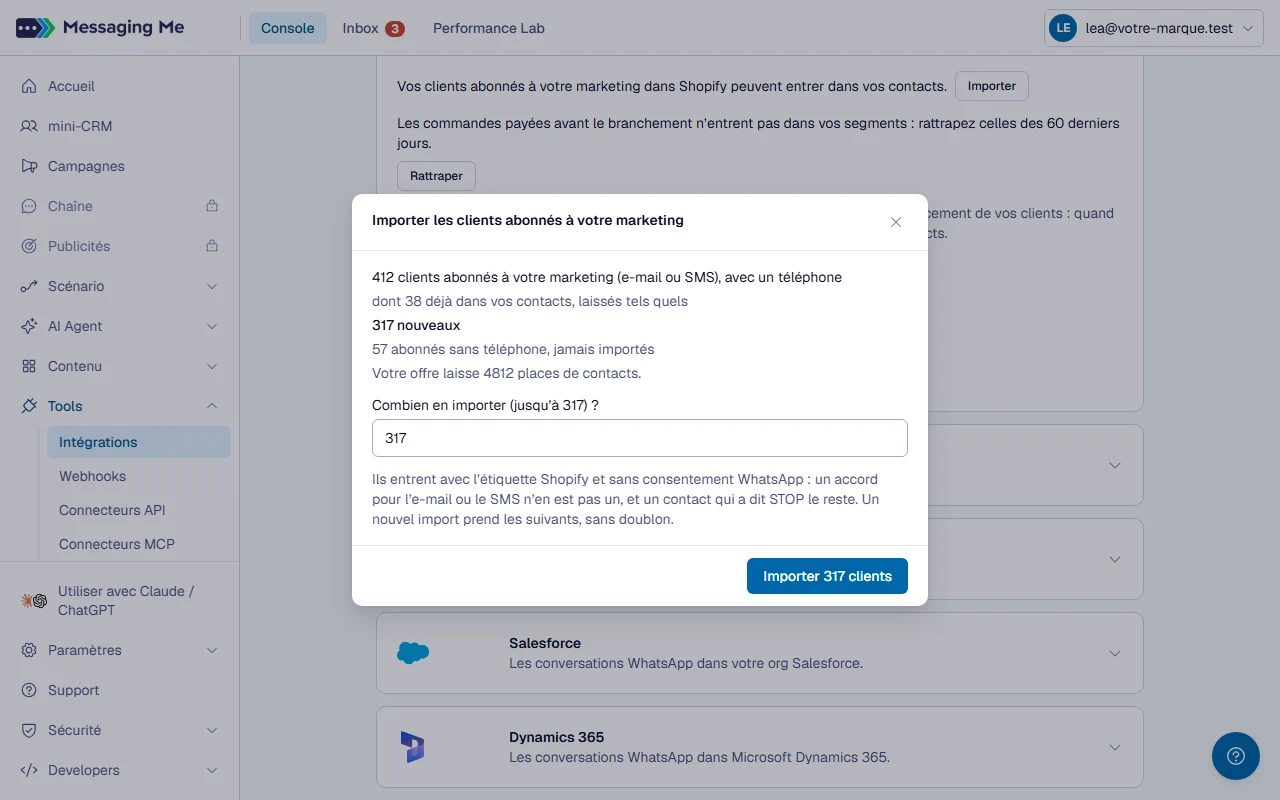 Messaging Me
Console
Inbox 3
Performance Lab
LE lea@votre-marque.test
Accueil
mini-CRM
Campagnes
Chaîne
Publicités
Scénario
AI Agent
Contenu
Tools
Intégrations
Webhooks
Connecteurs API
Connecteurs MCP
Utiliser avec Claude /
ChatGPT
Paramètres
Support
Sécurité
Developers
Vos clients abonnés à votre marketing dans Shopify peuvent entrer dans vos contacts. Importer
Les commandes payées avant le branchement n'entrent pas dans vos segments : rattrapez celles des 60 derniers
jours.
Rattraper
cement de vos clients : quand
cts.
Importer les clients abonnés à votre marketing
412 clients abonnés à votre marketing (e-mail ou SMS), avec un téléphone
dont 38 déjà dans vos contacts, laissés tels quels
317 nouveaux
57 abonnés sans téléphone, jamais importés
Votre offre laisse 4812 places de contacts.
Combien en importer (jusqu'à 317) ?
317
Ils entrent avec l'étiquette Shopify et sans consentement WhatsApp : un accord
pour l'e-mail ou le SMS n'en est pas un, et un contact qui a dit STOP le reste. Un
nouvel import prend les suivants, sans doublon.
Importer 317 clients
Salesforce
Les conversations WhatsApp dans votre org Salesforce.
Dynamics 365
Les conversations WhatsApp dans Microsoft Dynamics 365.